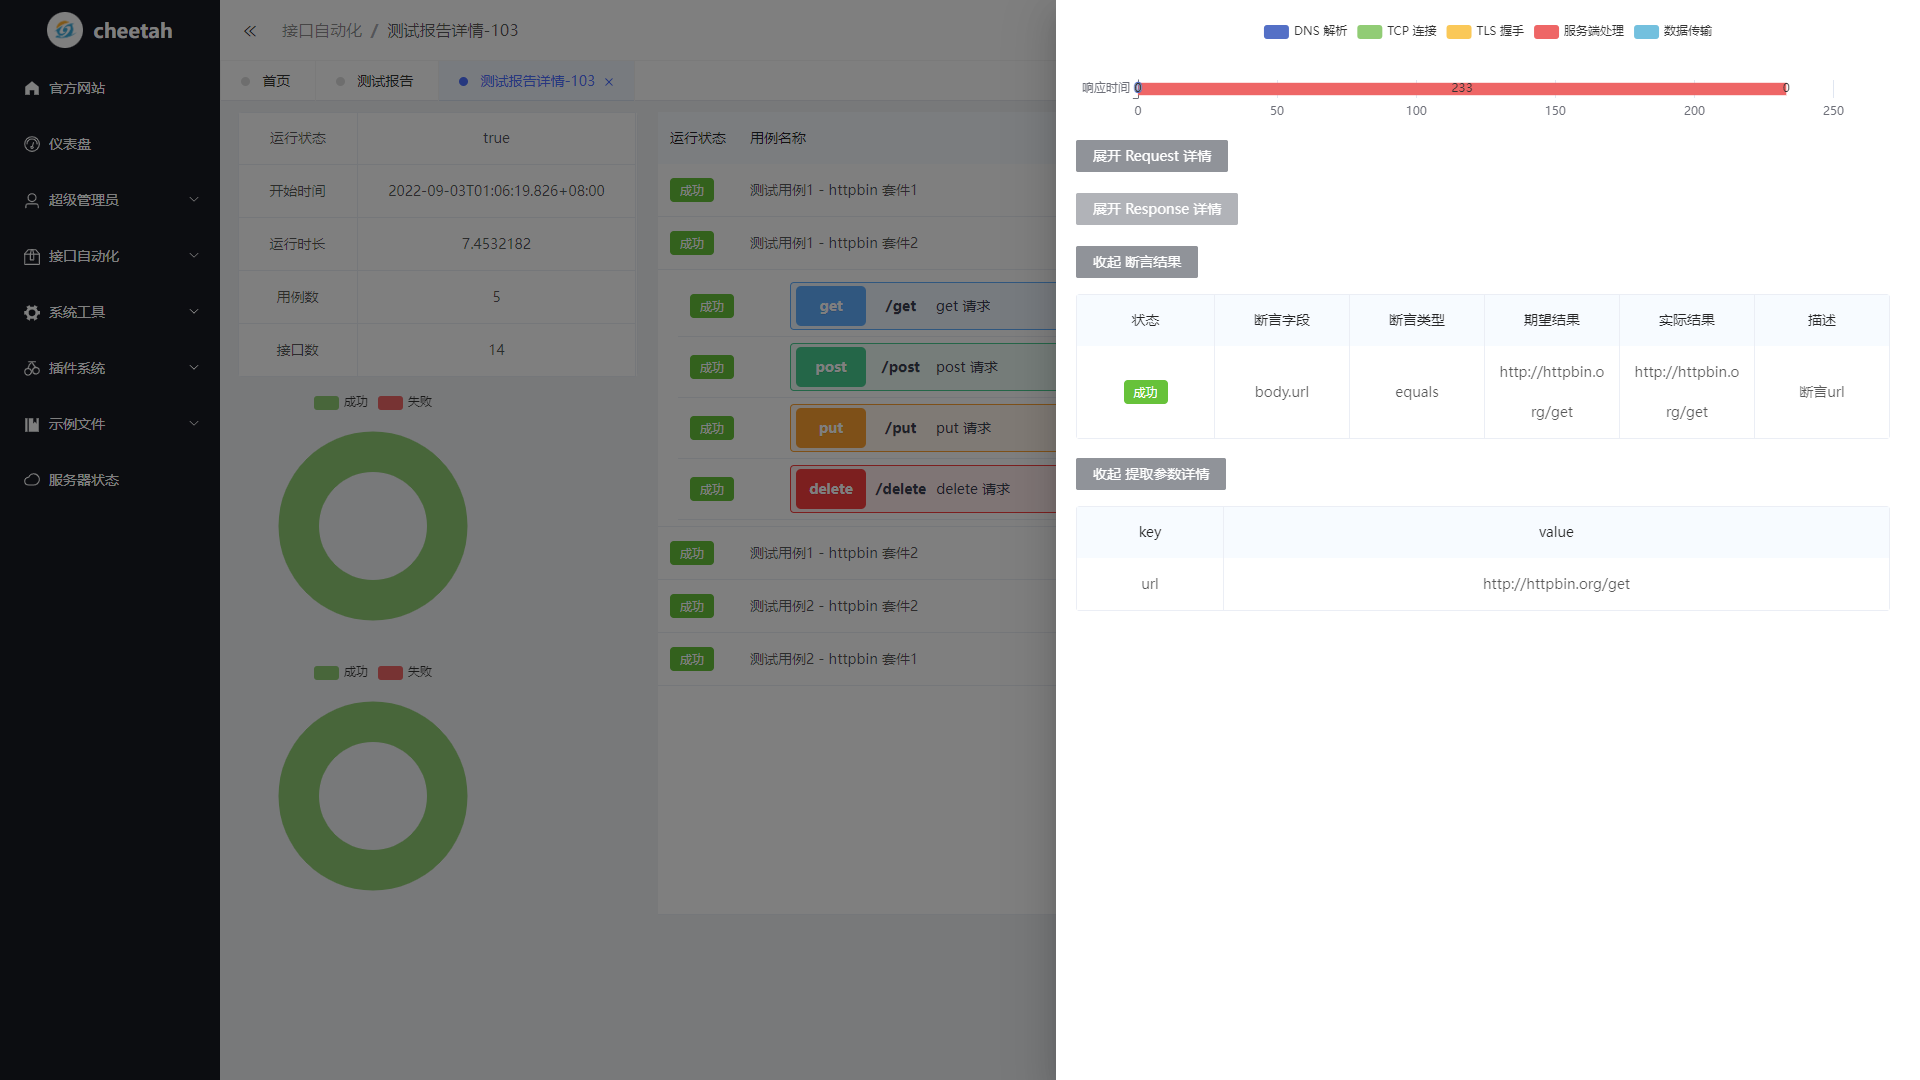 cheetah
官方网站
仪表盘
超级管理员
接口自动化
系统工具
插件系统
示例文件
服务器状态
接口自动化 / 测试报告详情-103
首页 测试报告 测试报告详情-103 ×
运行状态 true
开始时间 2022-09-03T01:06:19.826+08:00
运行时长 7.4532182
用例数 5
接口数 14
成功 失败
成功 失败
运行状态 用例名称
成功 测试用例1 - httpbin 套件1
成功 测试用例1 - httpbin 套件2
成功 get /get get 请求
成功 post /post post 请求
成功 put /put put 请求
成功 delete /delete delete 请求
成功 测试用例1 - httpbin 套件2
成功 测试用例2 - httpbin 套件2
成功 测试用例2 - httpbin 套件1
DNS 解析 TCP 连接 TLS 握手 服务端处理 数据传输
响应时间 0 233 0
0 50 100 150 200 250
展开 Request 详情
展开 Response 详情
收起 断言结果
状态 断言字段 断言类型 期望结果 实际结果 描述
成功 body.url equals http://httpbin.o http://httpbin.o 断言url
rg/get rg/get
收起 提取参数详情
key value
url http://httpbin.org/get